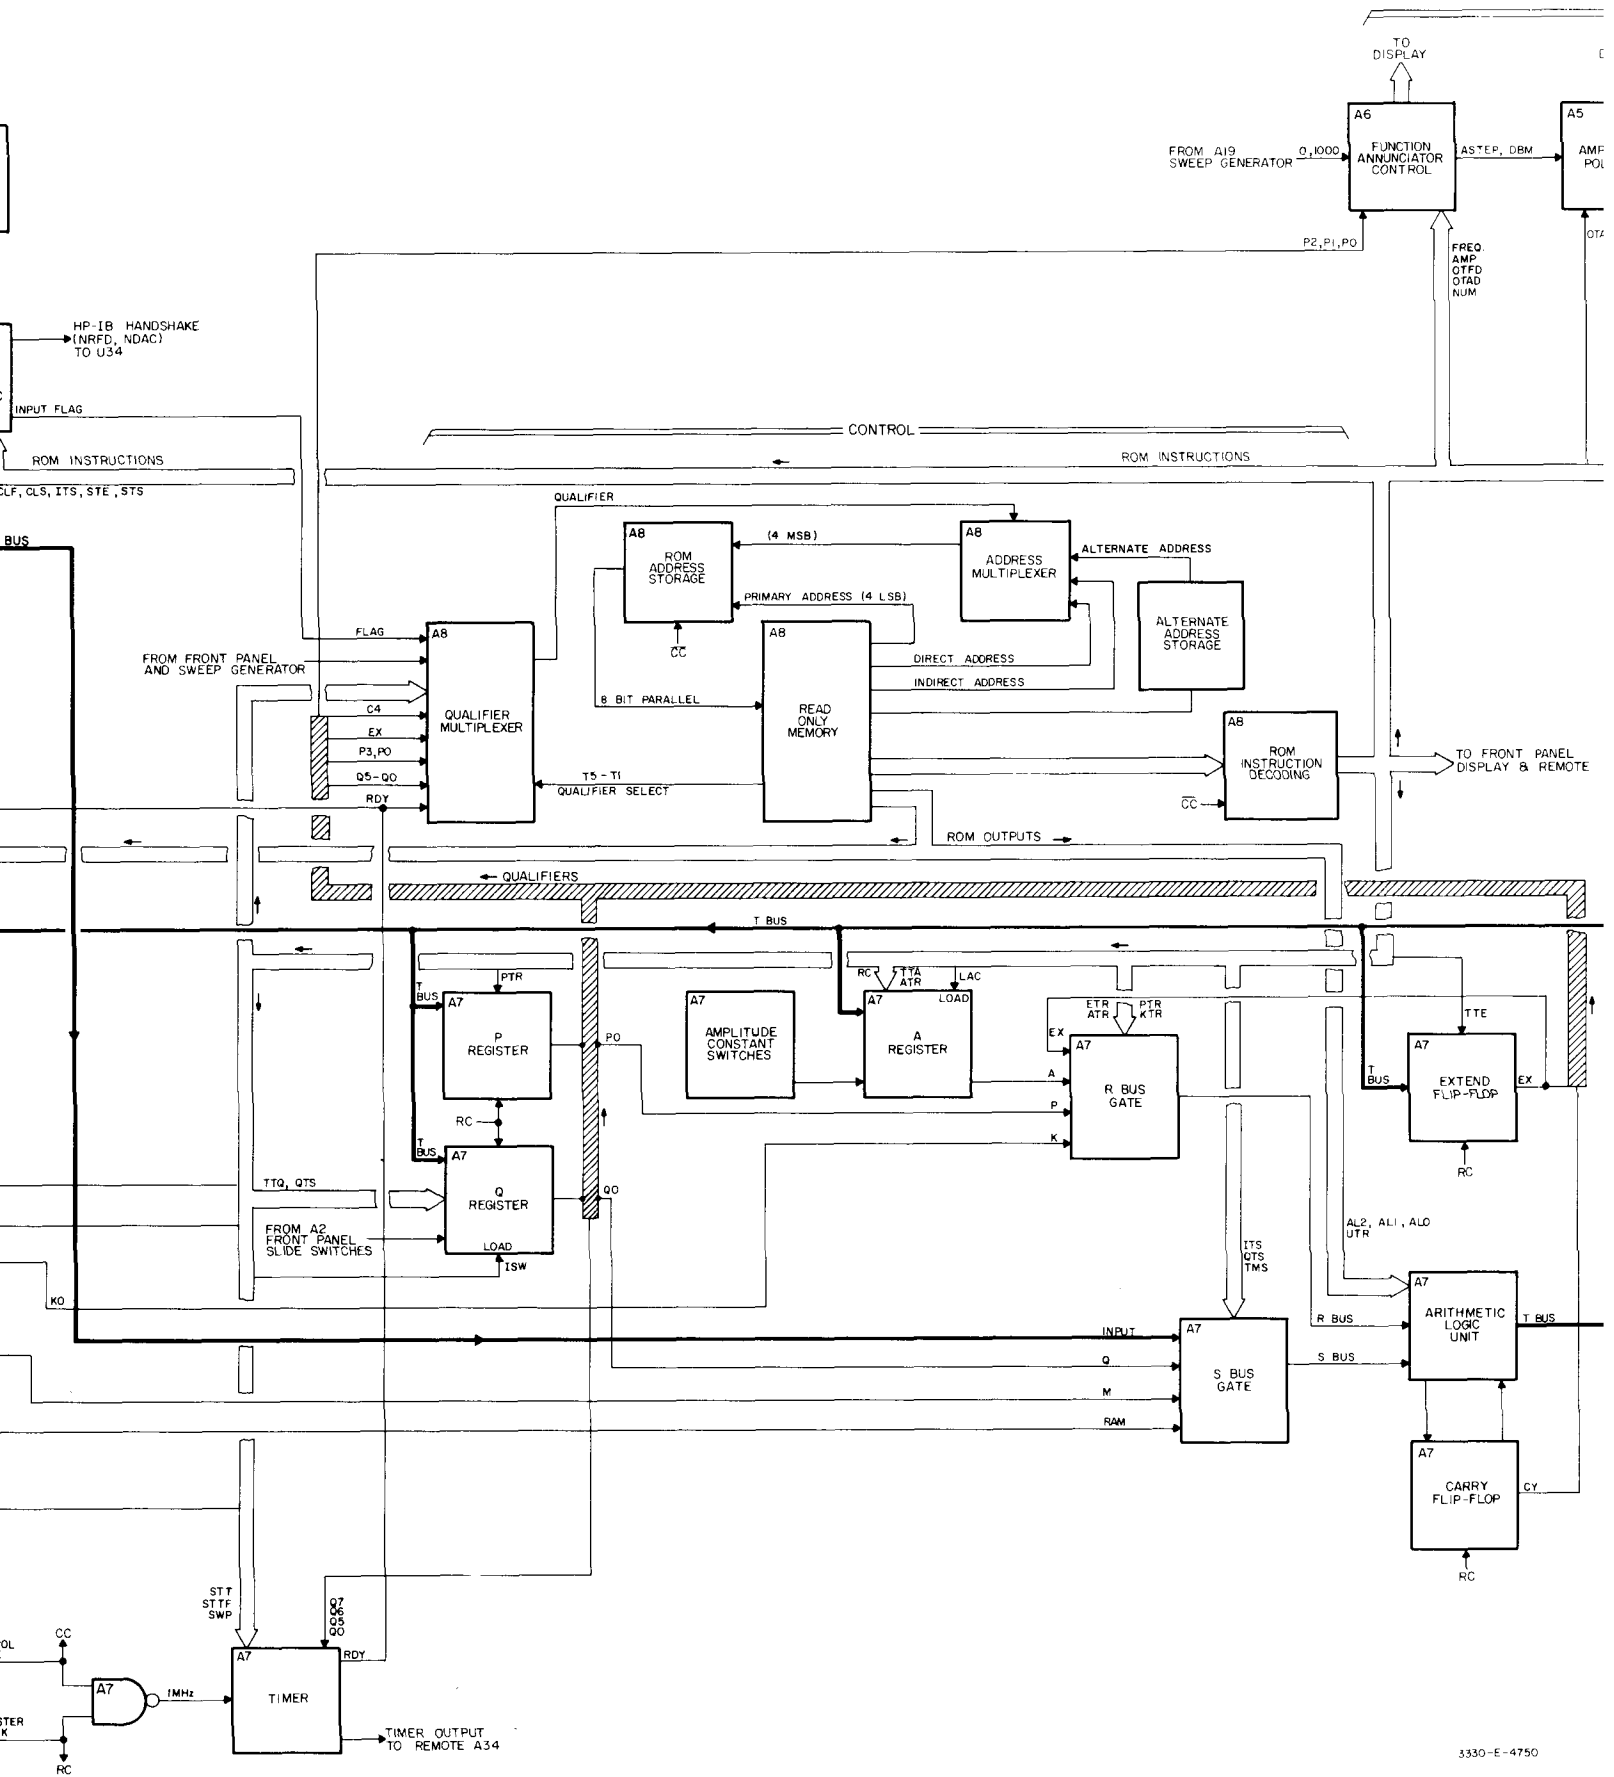 TO
DISPLAY
A6
FUNCTION
ANNUNCIATOR
CONTROL
A5
FROM A19
SWEEP GENERATOR
0,1000
ASTEP, DBM
P2,P1,P0
FREQ.
AMP
OTFD
OTAD
NUM
HP-IB HANDSHAKE
(NRFD, NDAC)
TO U34
INPUT FLAG
CONTROL
ROM INSTRUCTIONS
ROM INSTRUCTIONS
CLF, CLS, ITS, STE, STS
QUALIFIER
BUS
A8
ROM
ADDRESS
STORAGE
(4 MSB)
A8
ADDRESS
MULTIPLEXER
ALTERNATE ADDRESS
PRIMARY ADDRESS (4 LSB)
CC
ALTERNATE
ADDRESS
STORAGE
FLAG
FROM FRONT PANEL
AND SWEEP GENERATOR
A8
QUALIFIER
MULTIPLEXER
A8
READ
ONLY
MEMORY
DIRECT ADDRESS
INDIRECT ADDRESS
8 BIT PARALLEL
C4
EX
P3,P0
Q5-Q0
RDY
T5-T1
QUALIFIER SELECT
A8
ROM
INSTRUCTION
DECODING
CC
TO FRONT PANEL
DISPLAY & REMOTE
ROM OUTPUTS
QUALIFIERS
T BUS
PTR
T
BUS
A7
P
REGISTER
P0
RC
A7
AMPLITUDE
CONSTANT
SWITCHES
RC
TTA
ATR
LAC
A7
LOAD
A
REGISTER
ETR
ATR
PTR
KTR
EX
A
P
K
A7
R BUS
GATE
TTE
T
BUS
A7
EXTEND
FLIP-FLOP
EX
RC
T
BUS
A7
Q
REGISTER
LOAD
Q0
TTQ, QTS
FROM A2
FRONT PANEL
SLIDE SWITCHES
ISW
K0
ITS
QTS
TMS
AL2, AL1, AL0
UTR
R BUS
S BUS
A7
ARITHMETIC
LOGIC
UNIT
T BUS
INPUT
Q
M
RAM
A7
S BUS
GATE
A7
CARRY
FLIP-FLOP
CY
RC
STT
STTF
SWP
Q7
Q6
Q5
Q0
RDY
CC
A7
1MHz
A7
TIMER
RC
TIMER OUTPUT
TO REMOTE A34
3330-E-4750